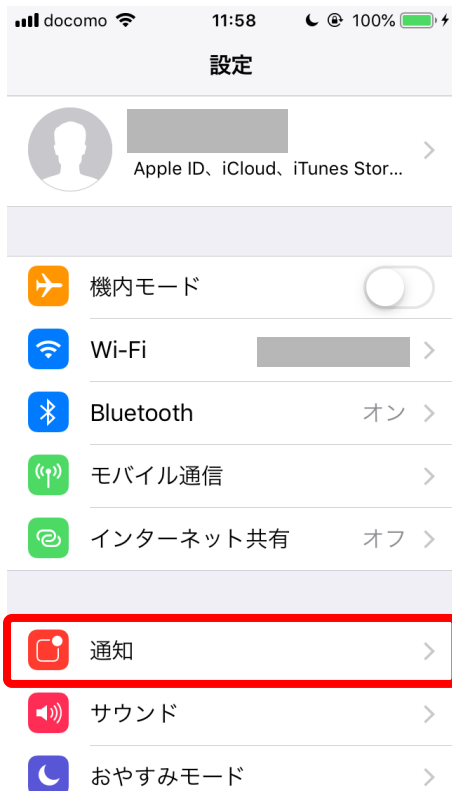 docomo 11:58 100%
設定
Apple ID、iCloud、iTunes Stor...
機内モード
Wi-Fi
Bluetooth オン
モバイル通信
インターネット共有 オフ
通知
サウンド
おやすみモード